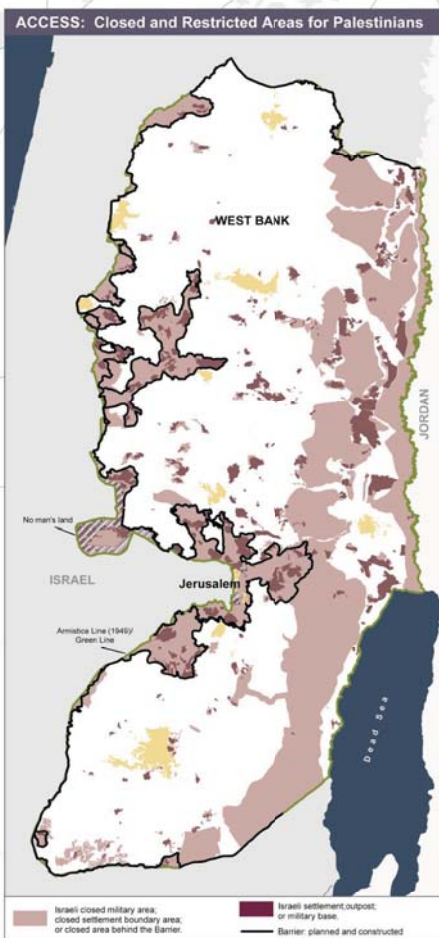 ACCESS: Closed and Restricted Areas for Palestinians
WEST BANK
JORDAN
No man's land
ISRAEL
Jerusalem
Armistice Line (1949)/
Green Line
Dead Sea
Israeli closed military area;
closed settlement boundary area;
or closed area behind the Barrier.
Israeli settlement,outpost;
or military base.
Barrier: planned and constructed